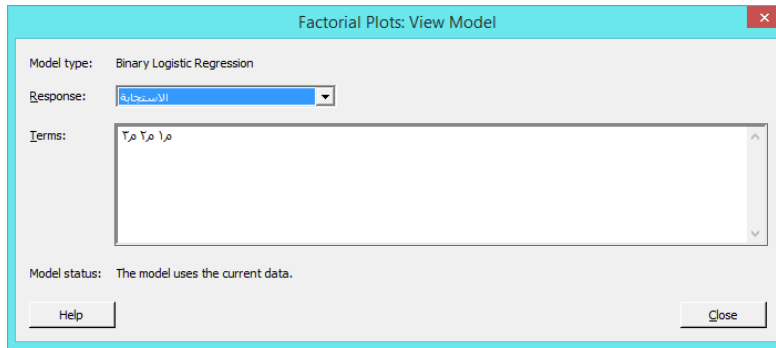 Factorial Plots: View Model
Model type: Binary Logistic Regression
Response: الاستجابة
Terms: م١ م٢ م٣
Model status: The model uses the current data.
Help Close